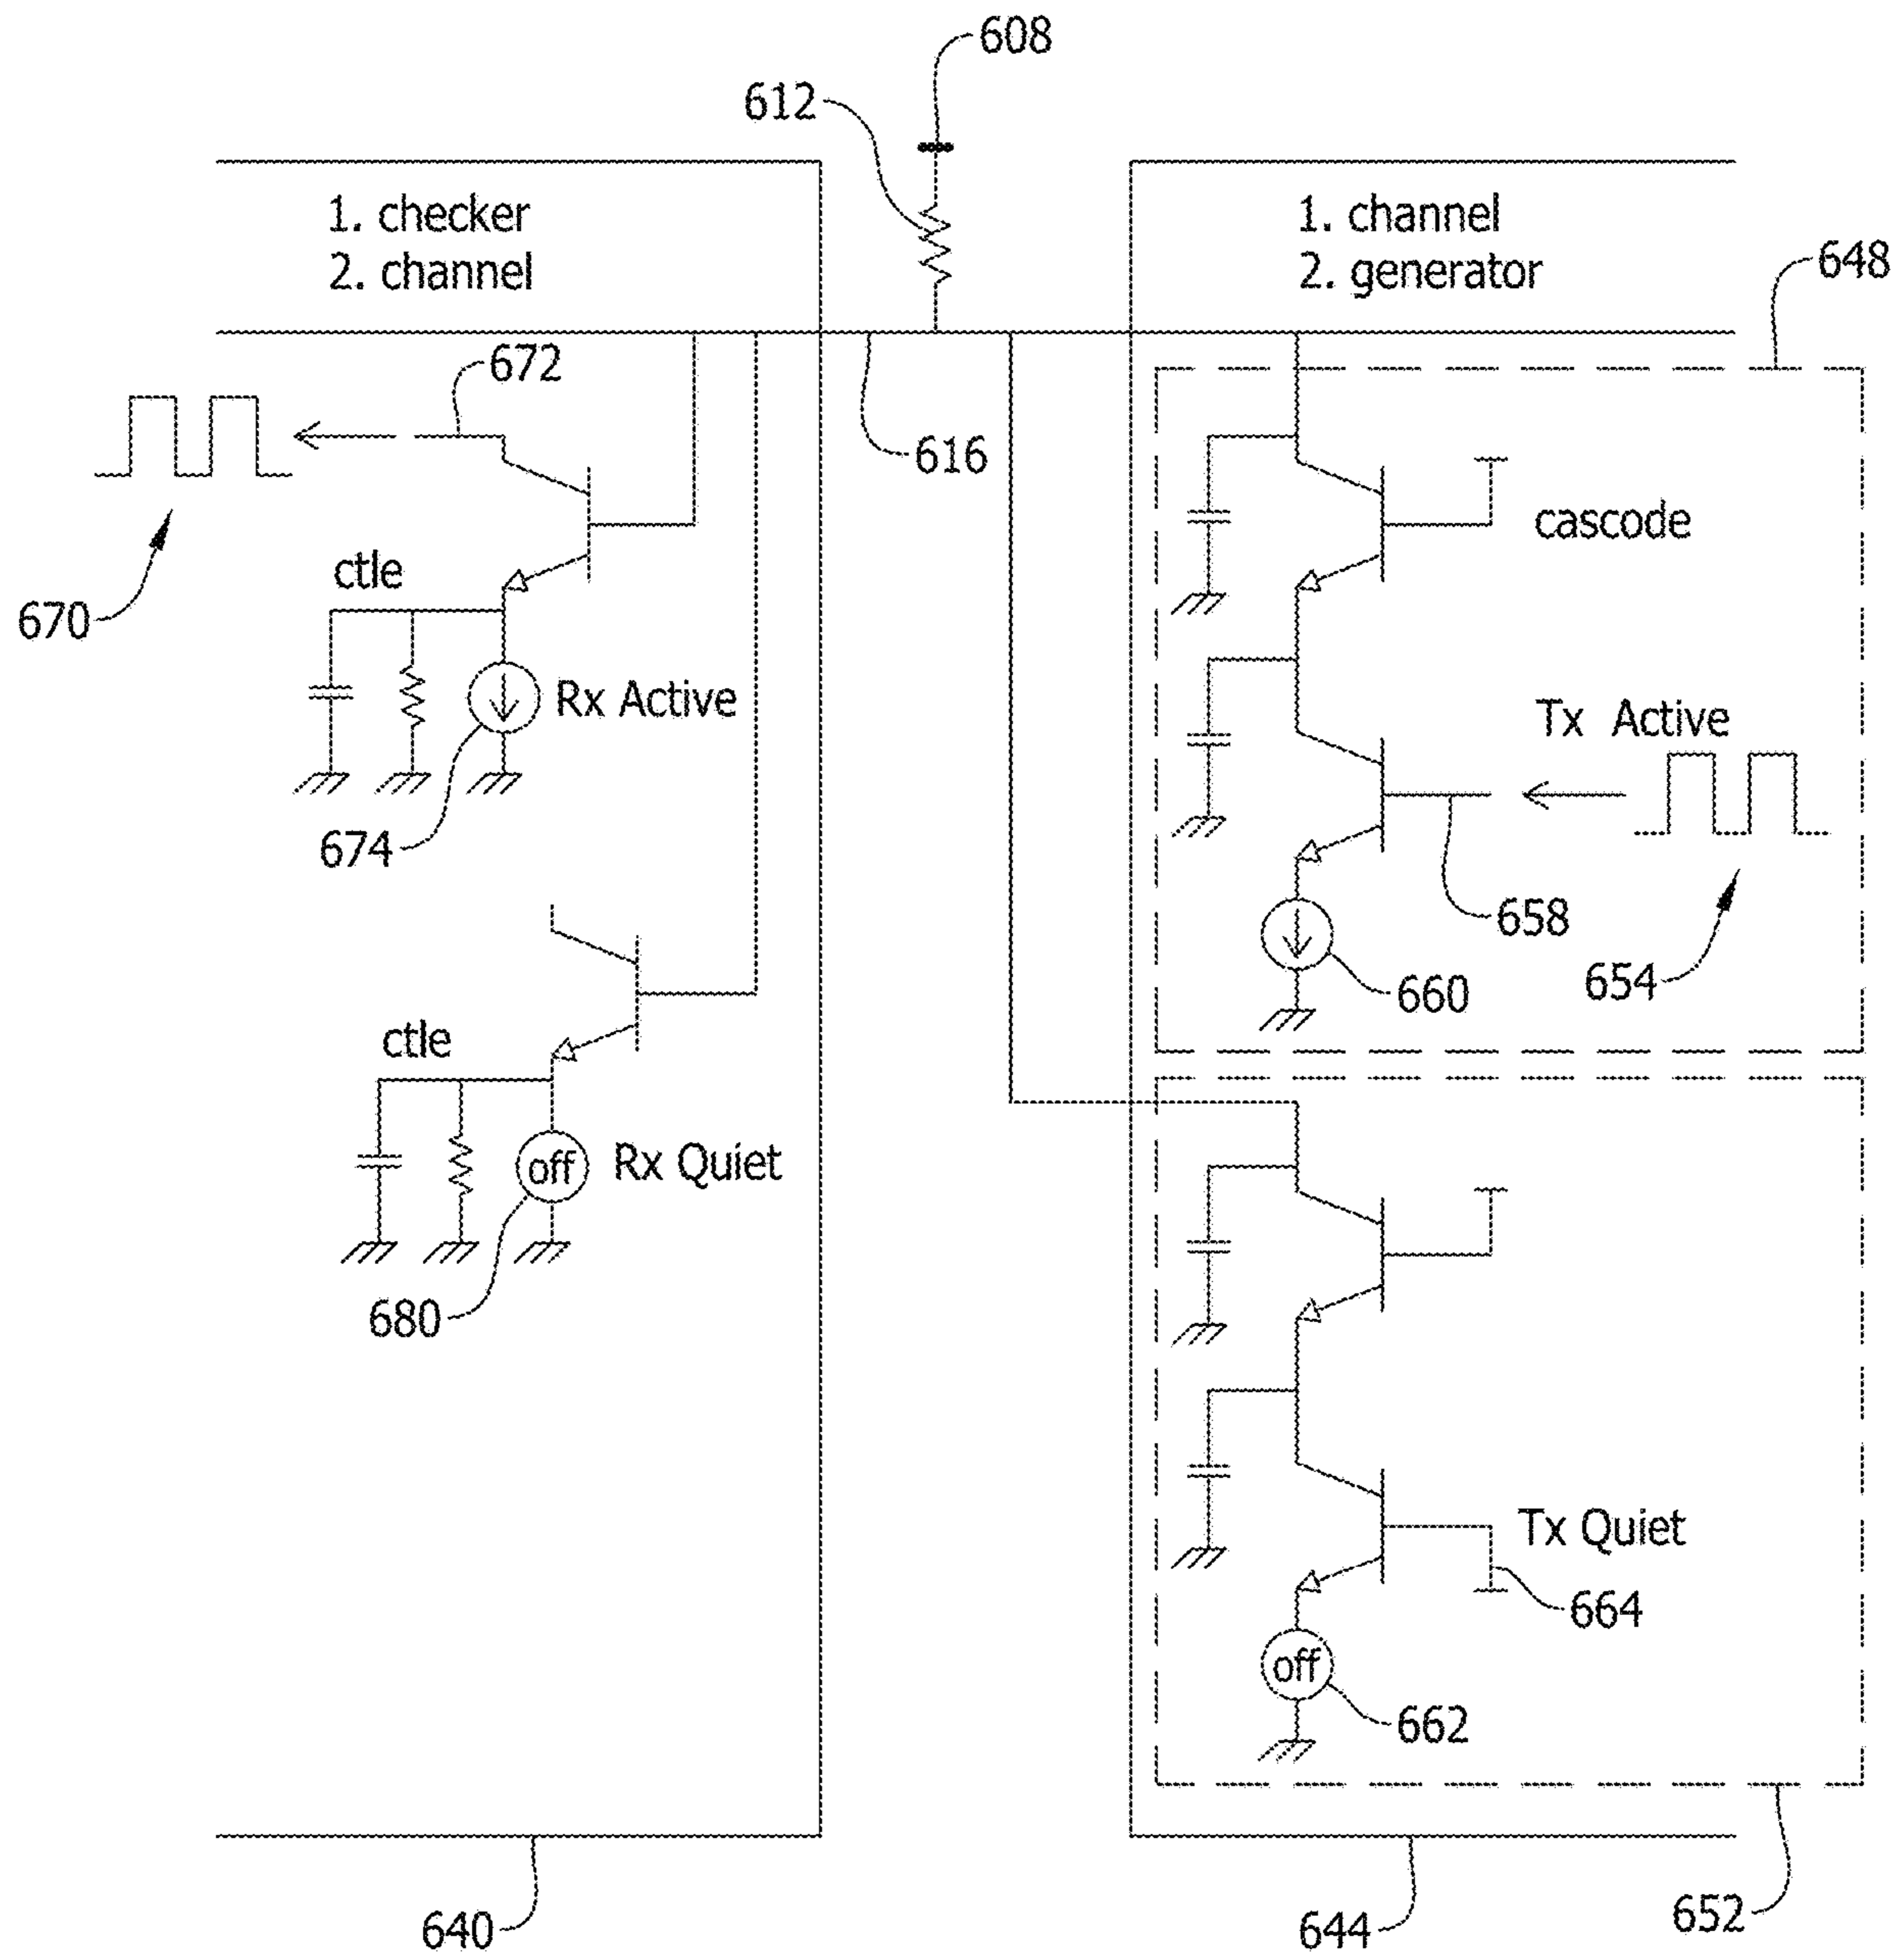 608
612
1. checker
2. channel
1. channel
2. generator
648
672
616
cascode
ctle
670
Rx Active
Tx Active
674
658
654
660
ctle
off
Rx Quiet
680
Tx Quiet
664
off
662
640
644
652